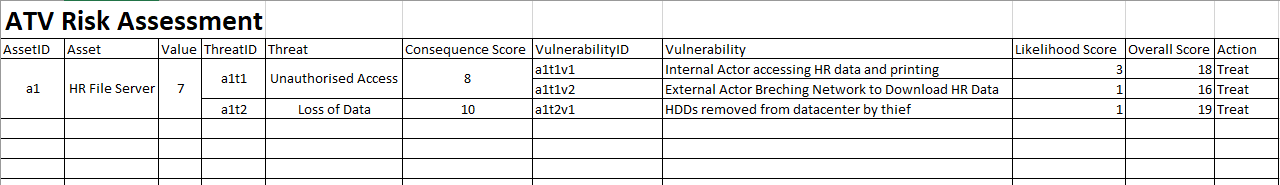 ATV Risk Assessment
AssetID Asset Value ThreatID Threat Consequence Score VulnerabilityID Vulnerability Likelihood Score Overall Score Action
a1 HR File Server 7 a1t1 Unauthorised Access 8 a1t1v1 Internal Actor accessing HR data and printing 3 18 Treat
a1t1v2 External Actor Breching Network to Download HR Data 1 16 Treat
a1t2 Loss of Data 10 a1t2v1 HDDs removed from datacenter by thief 1 19 Treat